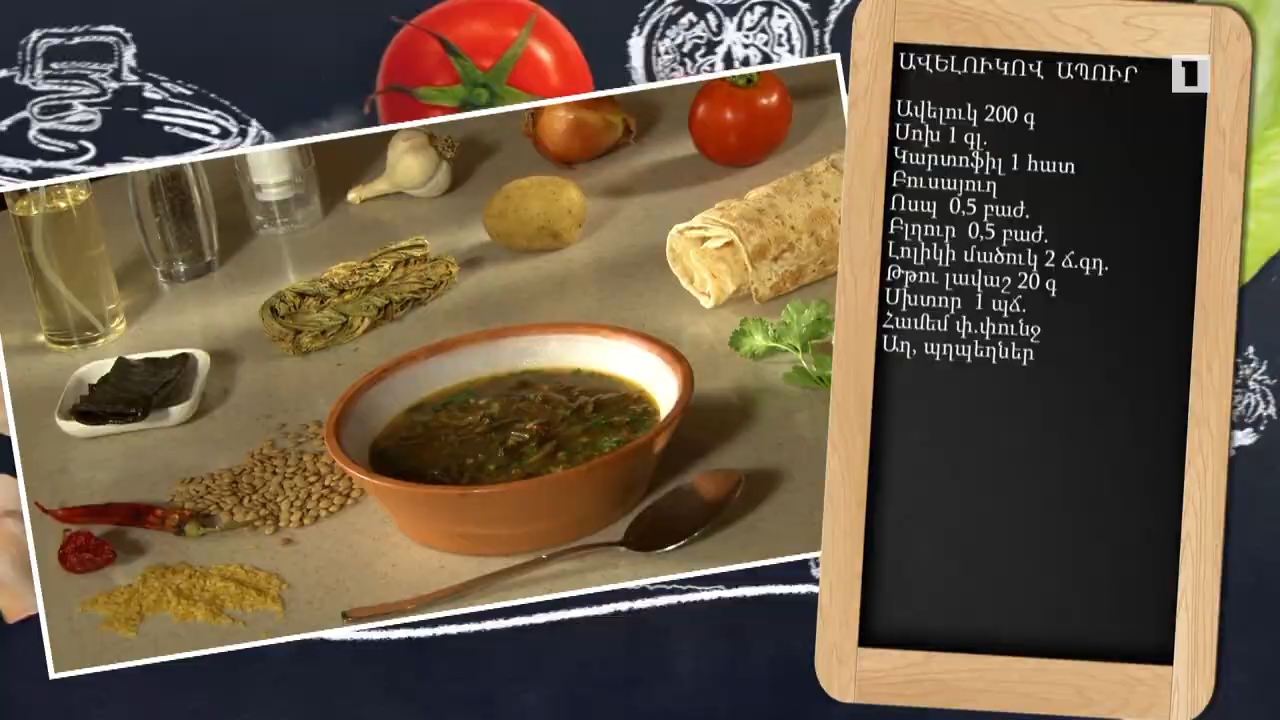 ԱՎԵԼՈՒԿՈՎ ԱՊՈՒՐ
1
Ավելուկ 200 գ
Սոխ 1 գլ.
Կարտոֆիլ 1 հատ
Բուսայուղ
Ոսպ 0,5 բաժ.
Բլղուր 0,5 բաժ.
Լոլիկի մածուկ 2 ճ.գդ.
Թթու լավաշ 20 գ
Սխտոր 1 պճ.
Համեմ փ.փունջ
Աղ, պղպեղներ